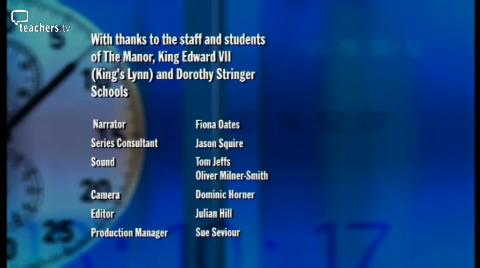 teachers.tv
With thanks to the staff and students
of The Manor, King Edward VII
(King's Lynn) and Dorothy Stringer
Schools
Narrator Fiona Oates
Series Consultant Jason Squire
Sound Tom Jeffs
Oliver Milner-Smith
Camera Dominic Horner
Editor Julian Hill
Production Manager Sue Seviour
25
17